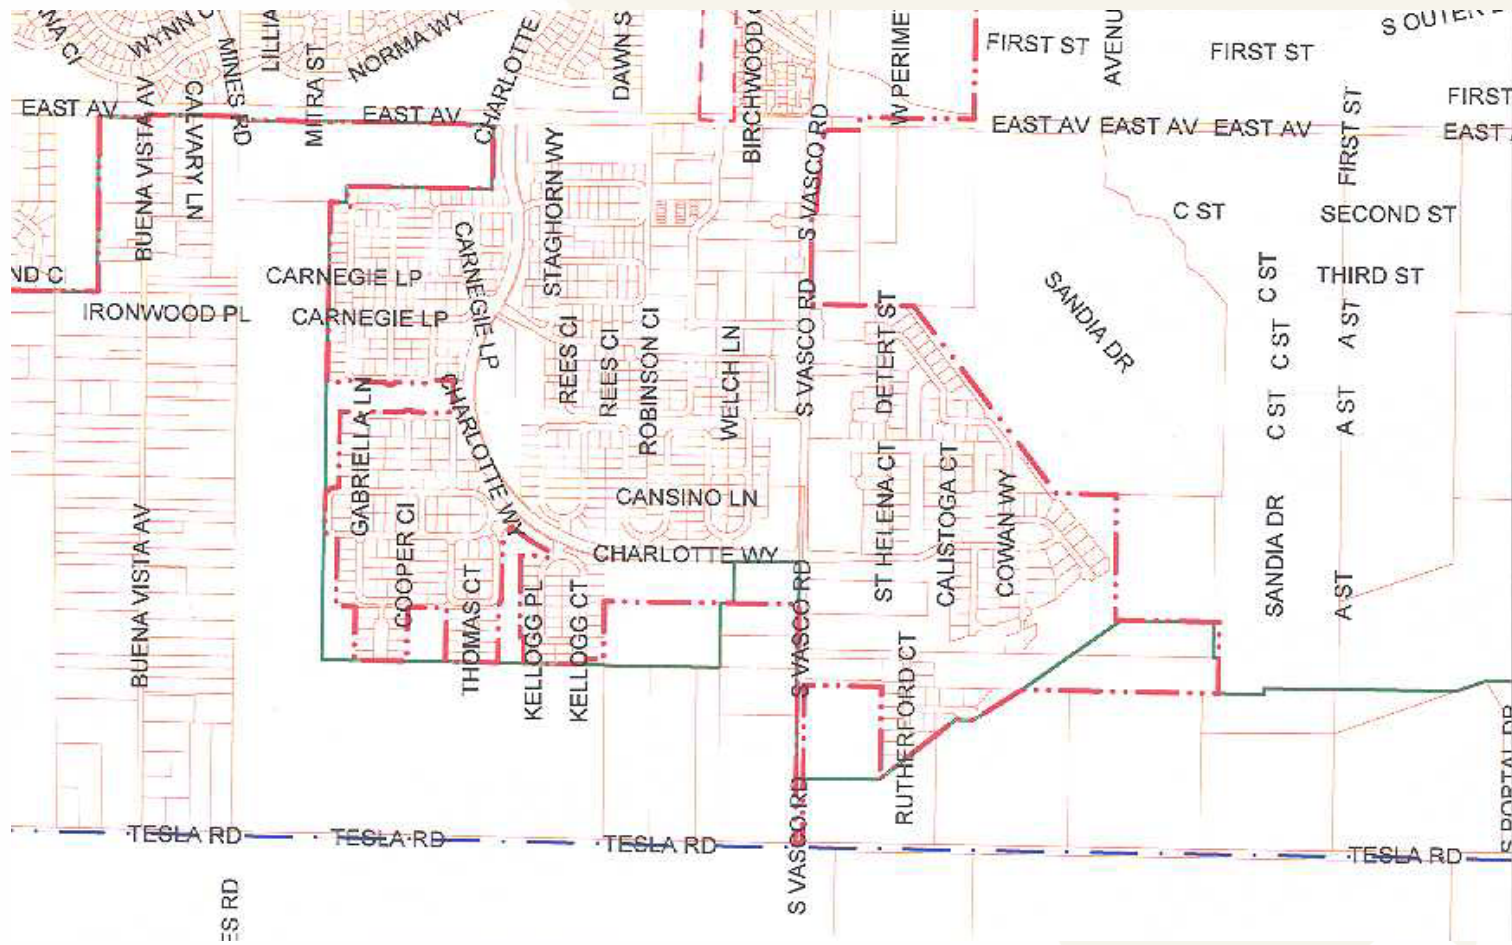 WYNN C
LILLIA
NORMA WY
CHARLOTTE
DAWN S
BIRCHWOOD
W PERIME
FIRST ST
AVENU
FIRST ST
S OUTER
NA CI
MINES RD
MITRA ST
FIRST
EAST AV
BUENA VISTA AV
CALVARY LN
EAST AV
S VASCO RD
EAST AV
EAST AV
EAST AV
FIRST ST
EAST
STAGHORN WY
C ST
SECOND ST
ND C
CARNEGIE LP
CARNEGIE LP
THIRD ST
C ST
IRONWOOD PL
CARNEGIE LP
SANDIA DR
A ST
C ST
REES CI
REES CI
ROBINSON CI
WELCH LN
S VASCO RD
DETERT ST
GABRIELLA LN
CHARLOTTE WY
C ST
A ST
CANSINO LN
ST HELENA CT
CALISTOGA CT
COWAN WY
COOPER CI
BUENA VISTA AV
CHARLOTTE WY
SANDIA DR
A ST
THOMAS CT
KELLOGG PL
KELLOGG CT
S VASCO RD
RUTHERFORD CT
S PORTAL DR
TESLA RD
TESLA RD
TESLA RD
S VASCO RD
TESLA RD
ES RD